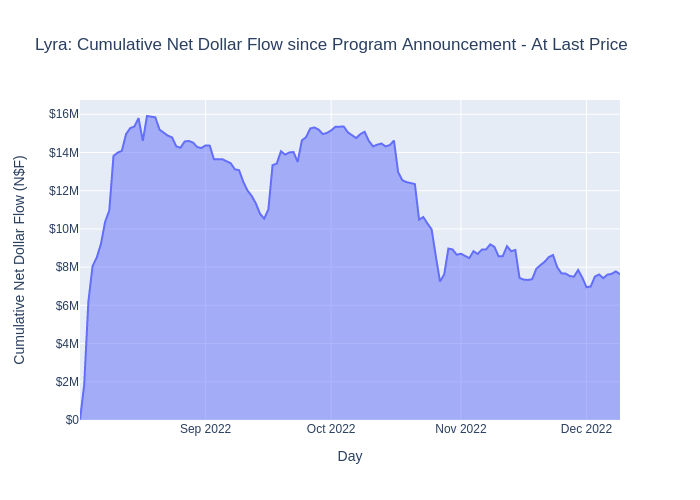 Lyra: Cumulative Net Dollar Flow since Program Announcement - At Last Price
$16M
$14M
$12M
$10M
$8M
$6M
$4M
$2M
$0
Cumulative Net Dollar Flow (N$F)
Sep 2022
Oct 2022
Nov 2022
Dec 2022
Day